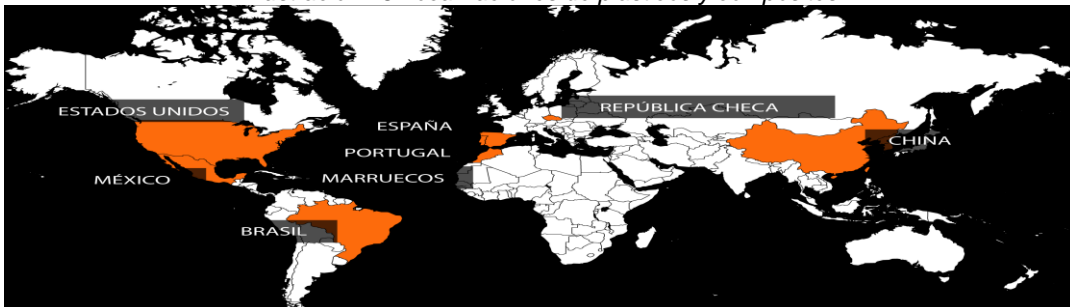 ESTADOS UNIDOS
REPÚBLICA CHECA
ESPAÑA
CHINA
PORTUGAL
MÉXICO
MARRUECOS
BRASIL